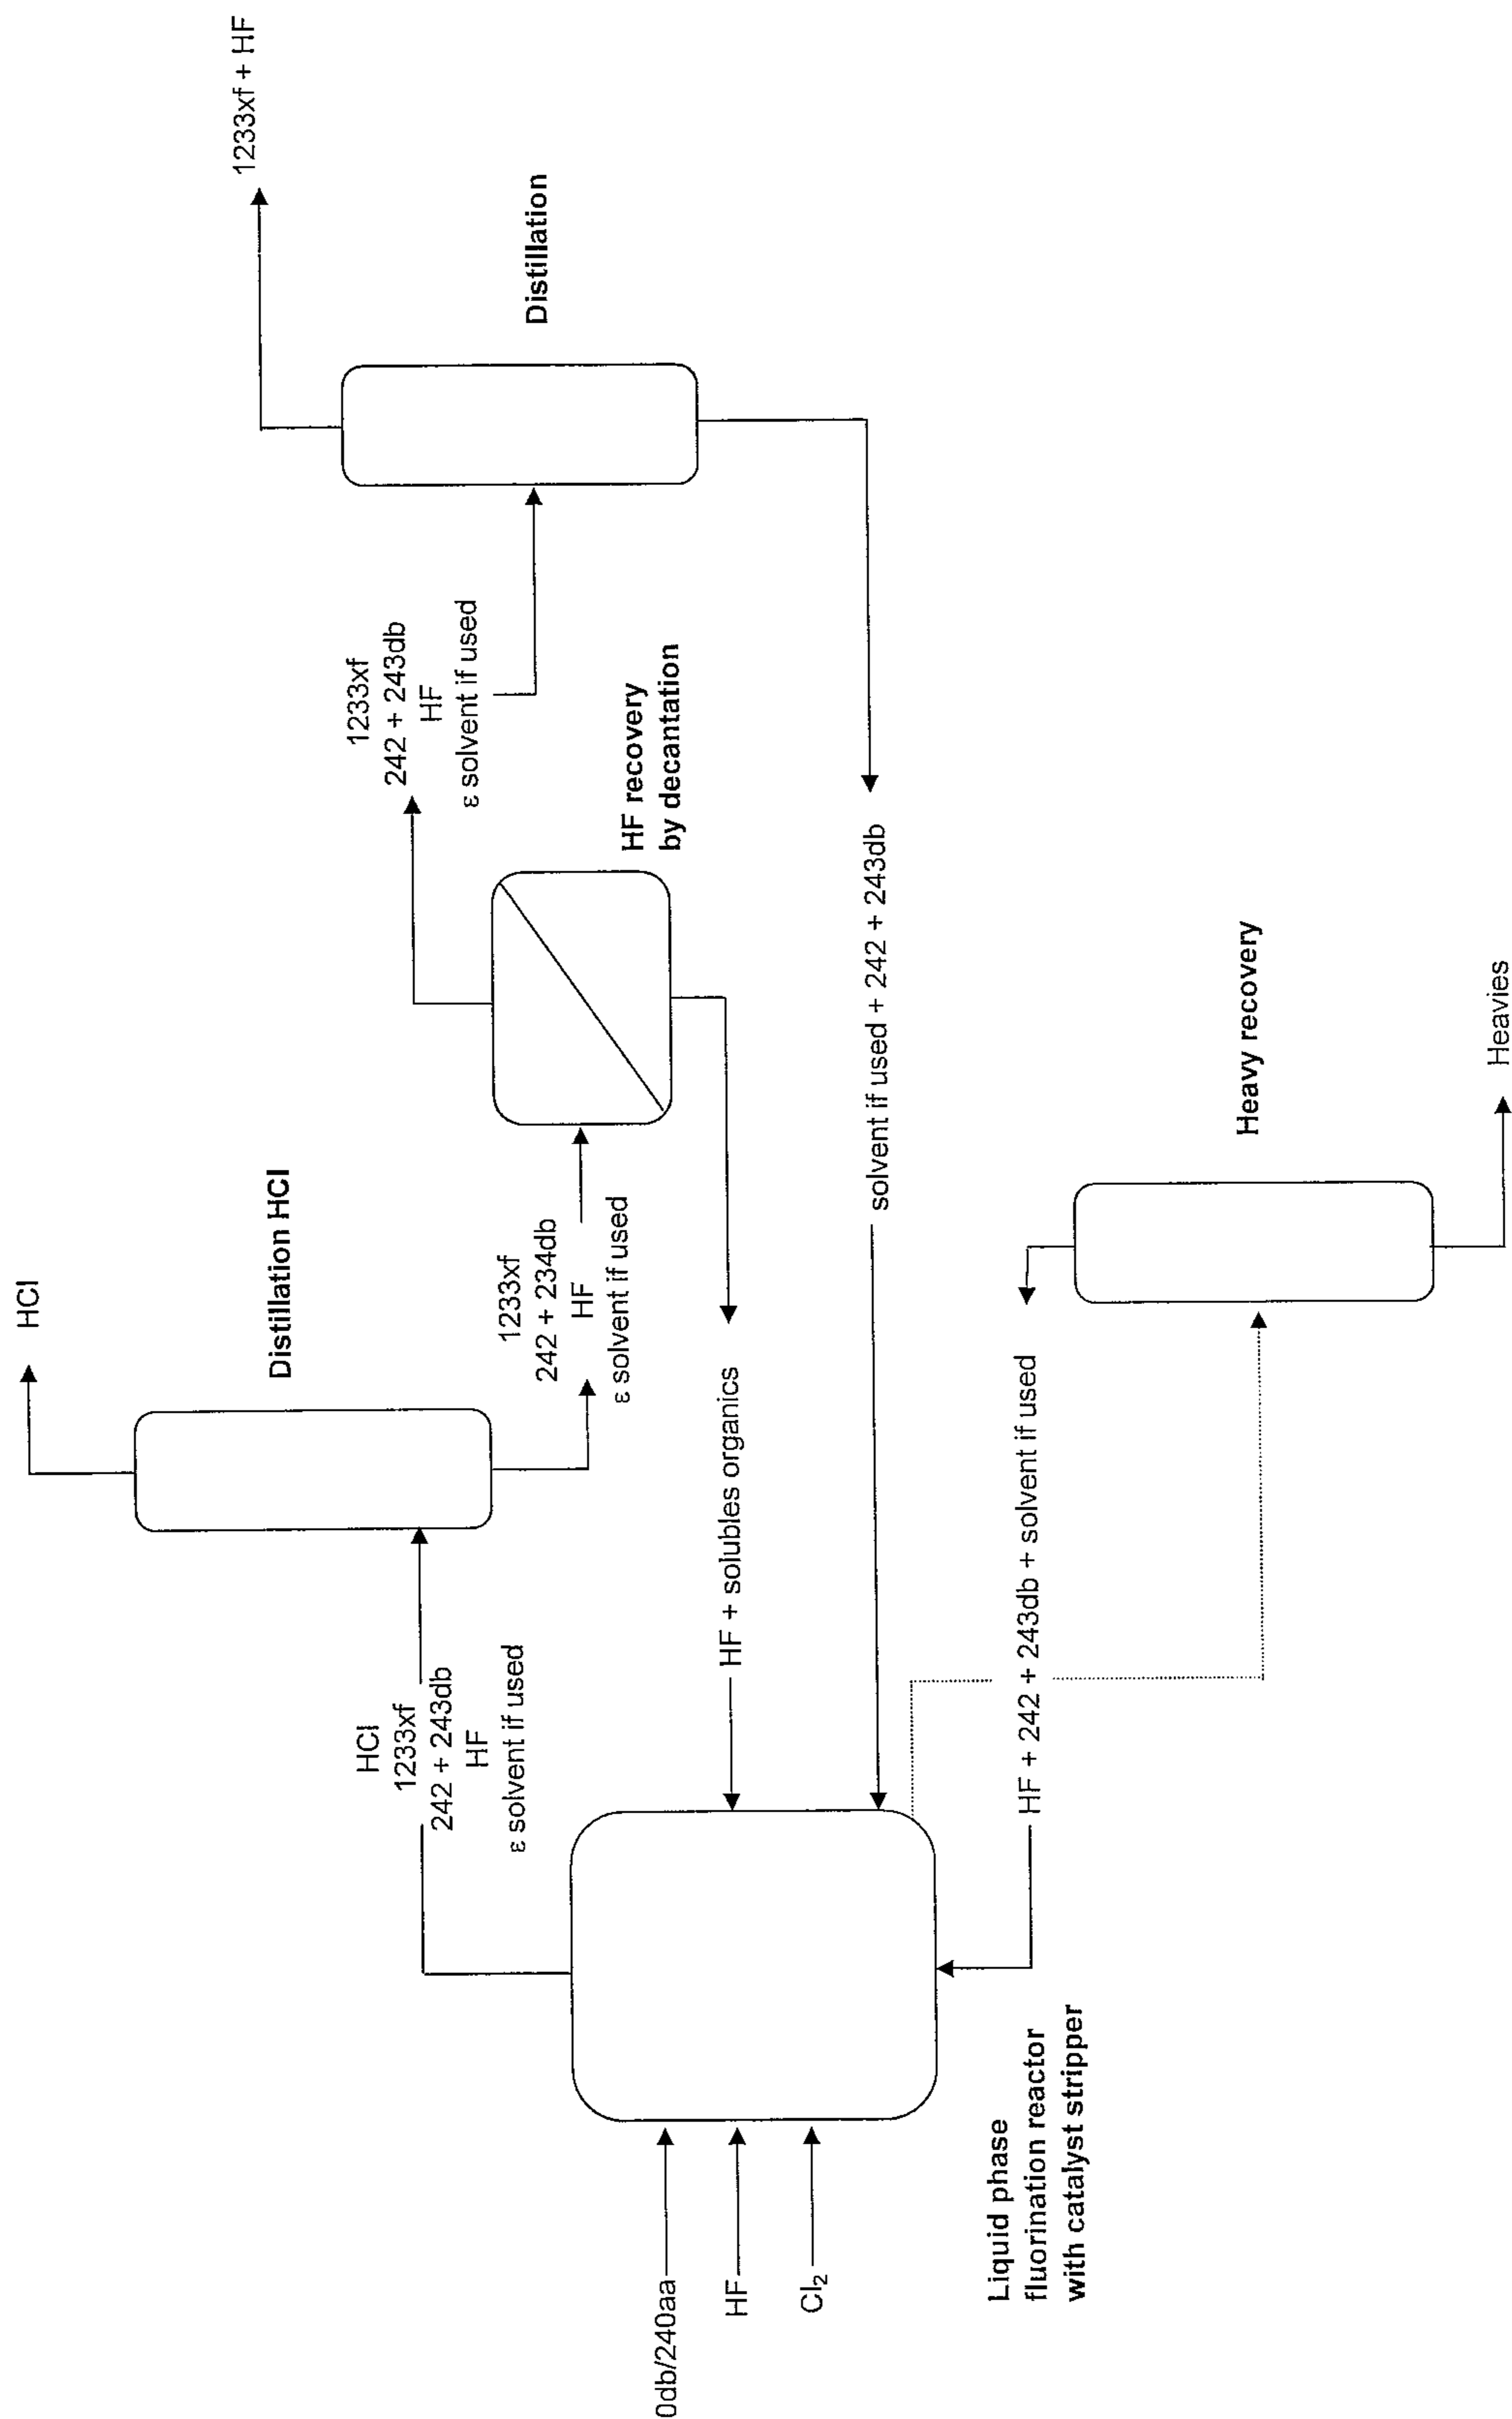 0db/240aa
HF
Cl₂
Liquid phase
fluorination reactor
with catalyst stripper
HCl
1233xf
242 + 243db
HF
ε solvent if used
Distillation HCl
HCl
1233xf
242 + 234db
HF
ε solvent if used
HF recovery
by decantation
1233xf
242 + 243db
HF
ε solvent if used
Distillation
1233xf + HF
HF + solubles organics
solvent if used + 242 + 243db
HF + 242 + 243db + solvent if used
Heavy recovery
Heavies